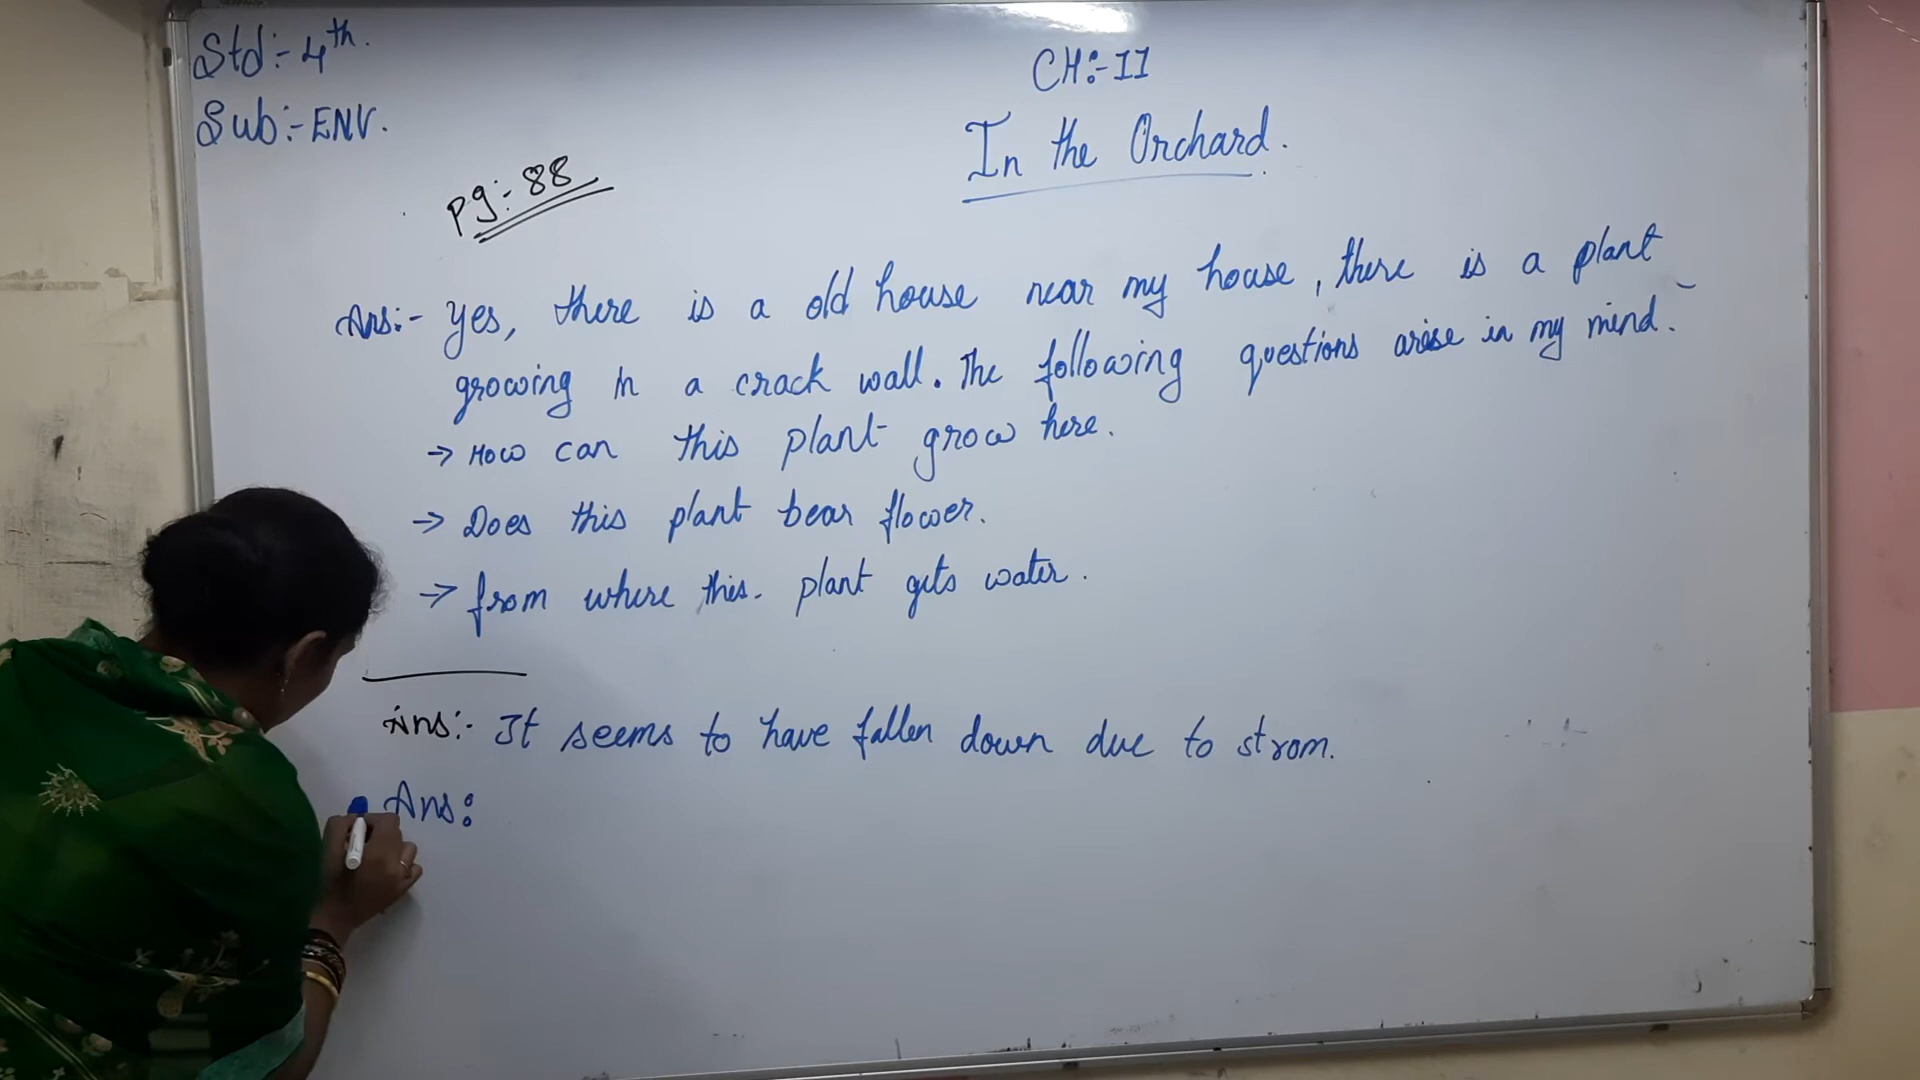 Std:- 4th.
Sub:- ENV.
CH:- 11
In the Orchard.
pg:- 88
Ans:- Yes, there is a old house near my house, there is a plant
growing in a crack wall. The following questions arise in my mind.
→ How can this plant grow here.
→ Does this plant bear flower.
→ from where this. plant gets water.
Ans:- It seems to have fallen down due to strom.
Ans: